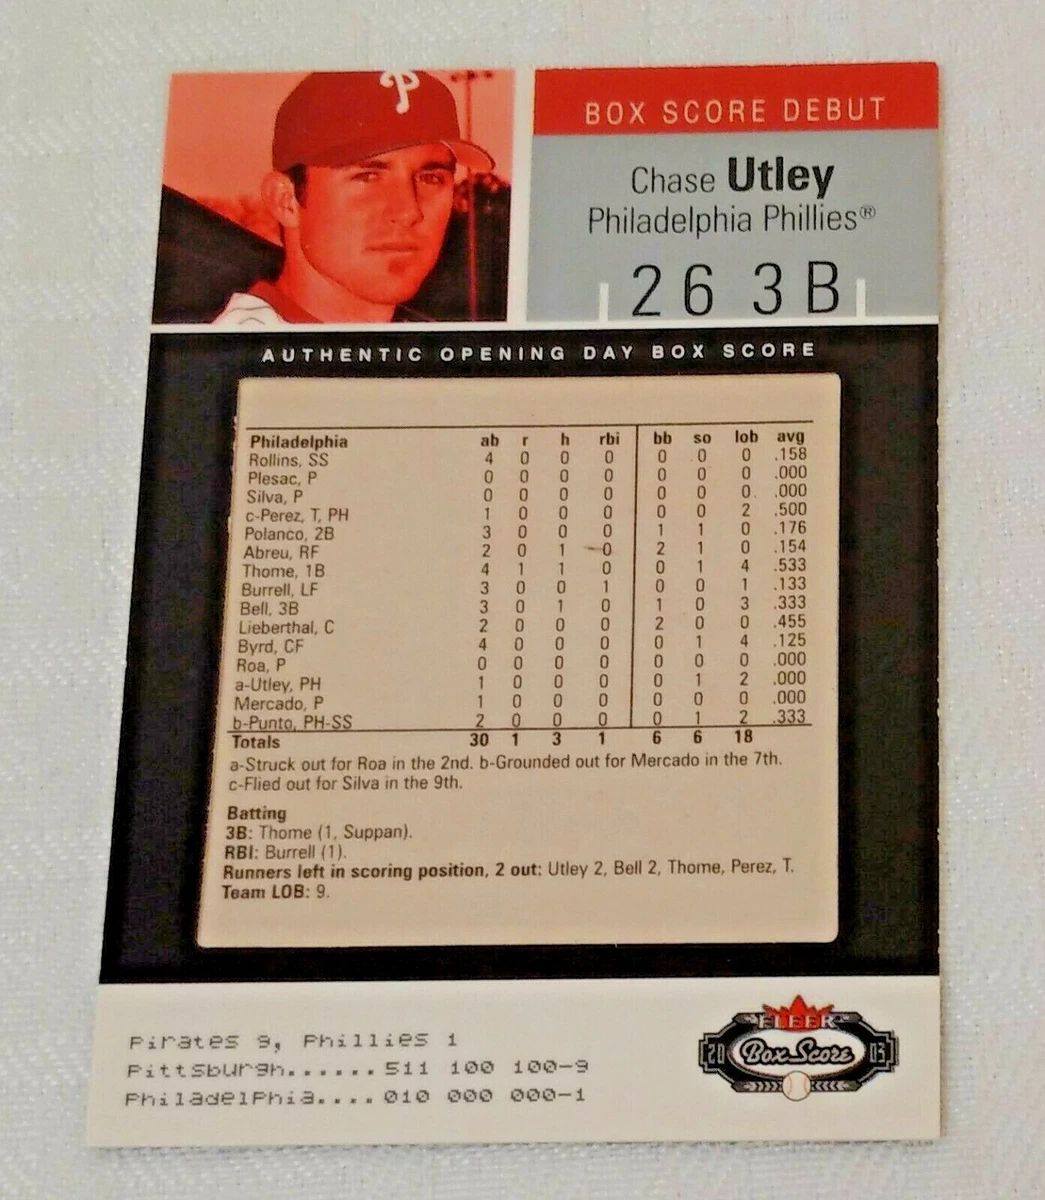 P
BOX SCORE DEBUT
Chase Utley
Philadelphia Phillies®
26 3B
AUTHENTIC OPENING DAY BOX SCORE
Philadelphia ab r h rbi bb so lob avg
Rollins, SS 4 0 0 0 0 0 0 .158
Plesac, P 0 0 0 0 0 0 0 .000
Silva, P 0 0 0 0 0 0 0 .000
c-Perez, T, PH 1 0 0 0 0 0 2 .500
Polanco, 2B 3 0 0 0 1 1 0 .176
Abreu, RF 2 0 1 0 2 1 0 .154
Thome, 1B 4 1 1 0 0 1 4 .533
Burrell, LF 3 0 0 1 0 0 1 .133
Bell, 3B 3 0 1 0 1 0 3 .333
Lieberthal, C 2 0 0 0 2 0 0 .455
Byrd, CF 4 0 0 0 0 1 4 .125
Roa, P 0 0 0 0 0 0 0 .000
a-Utley, PH 1 0 0 0 0 1 2 .000
Mercado, P 1 0 0 0 0 0 0 .000
b-Punto, PH-SS 2 0 0 0 0 1 2 .333
Totals 30 1 3 1 6 6 18
a-Struck out for Roa in the 2nd. b-Grounded out for Mercado in the 7th.
c-Flied out for Silva in the 9th.
Batting
3B: Thome (1, Suppan).
RBI: Burrell (1).
Runners left in scoring position, 2 out: Utley 2, Bell 2, Thome, Perez, T.
Team LOB: 9.
Pirates 9, Phillies 1
Pittsburgh......511 100 100-9
Philadelphia....010 000 000-1
FLEER
20 Box Score 03